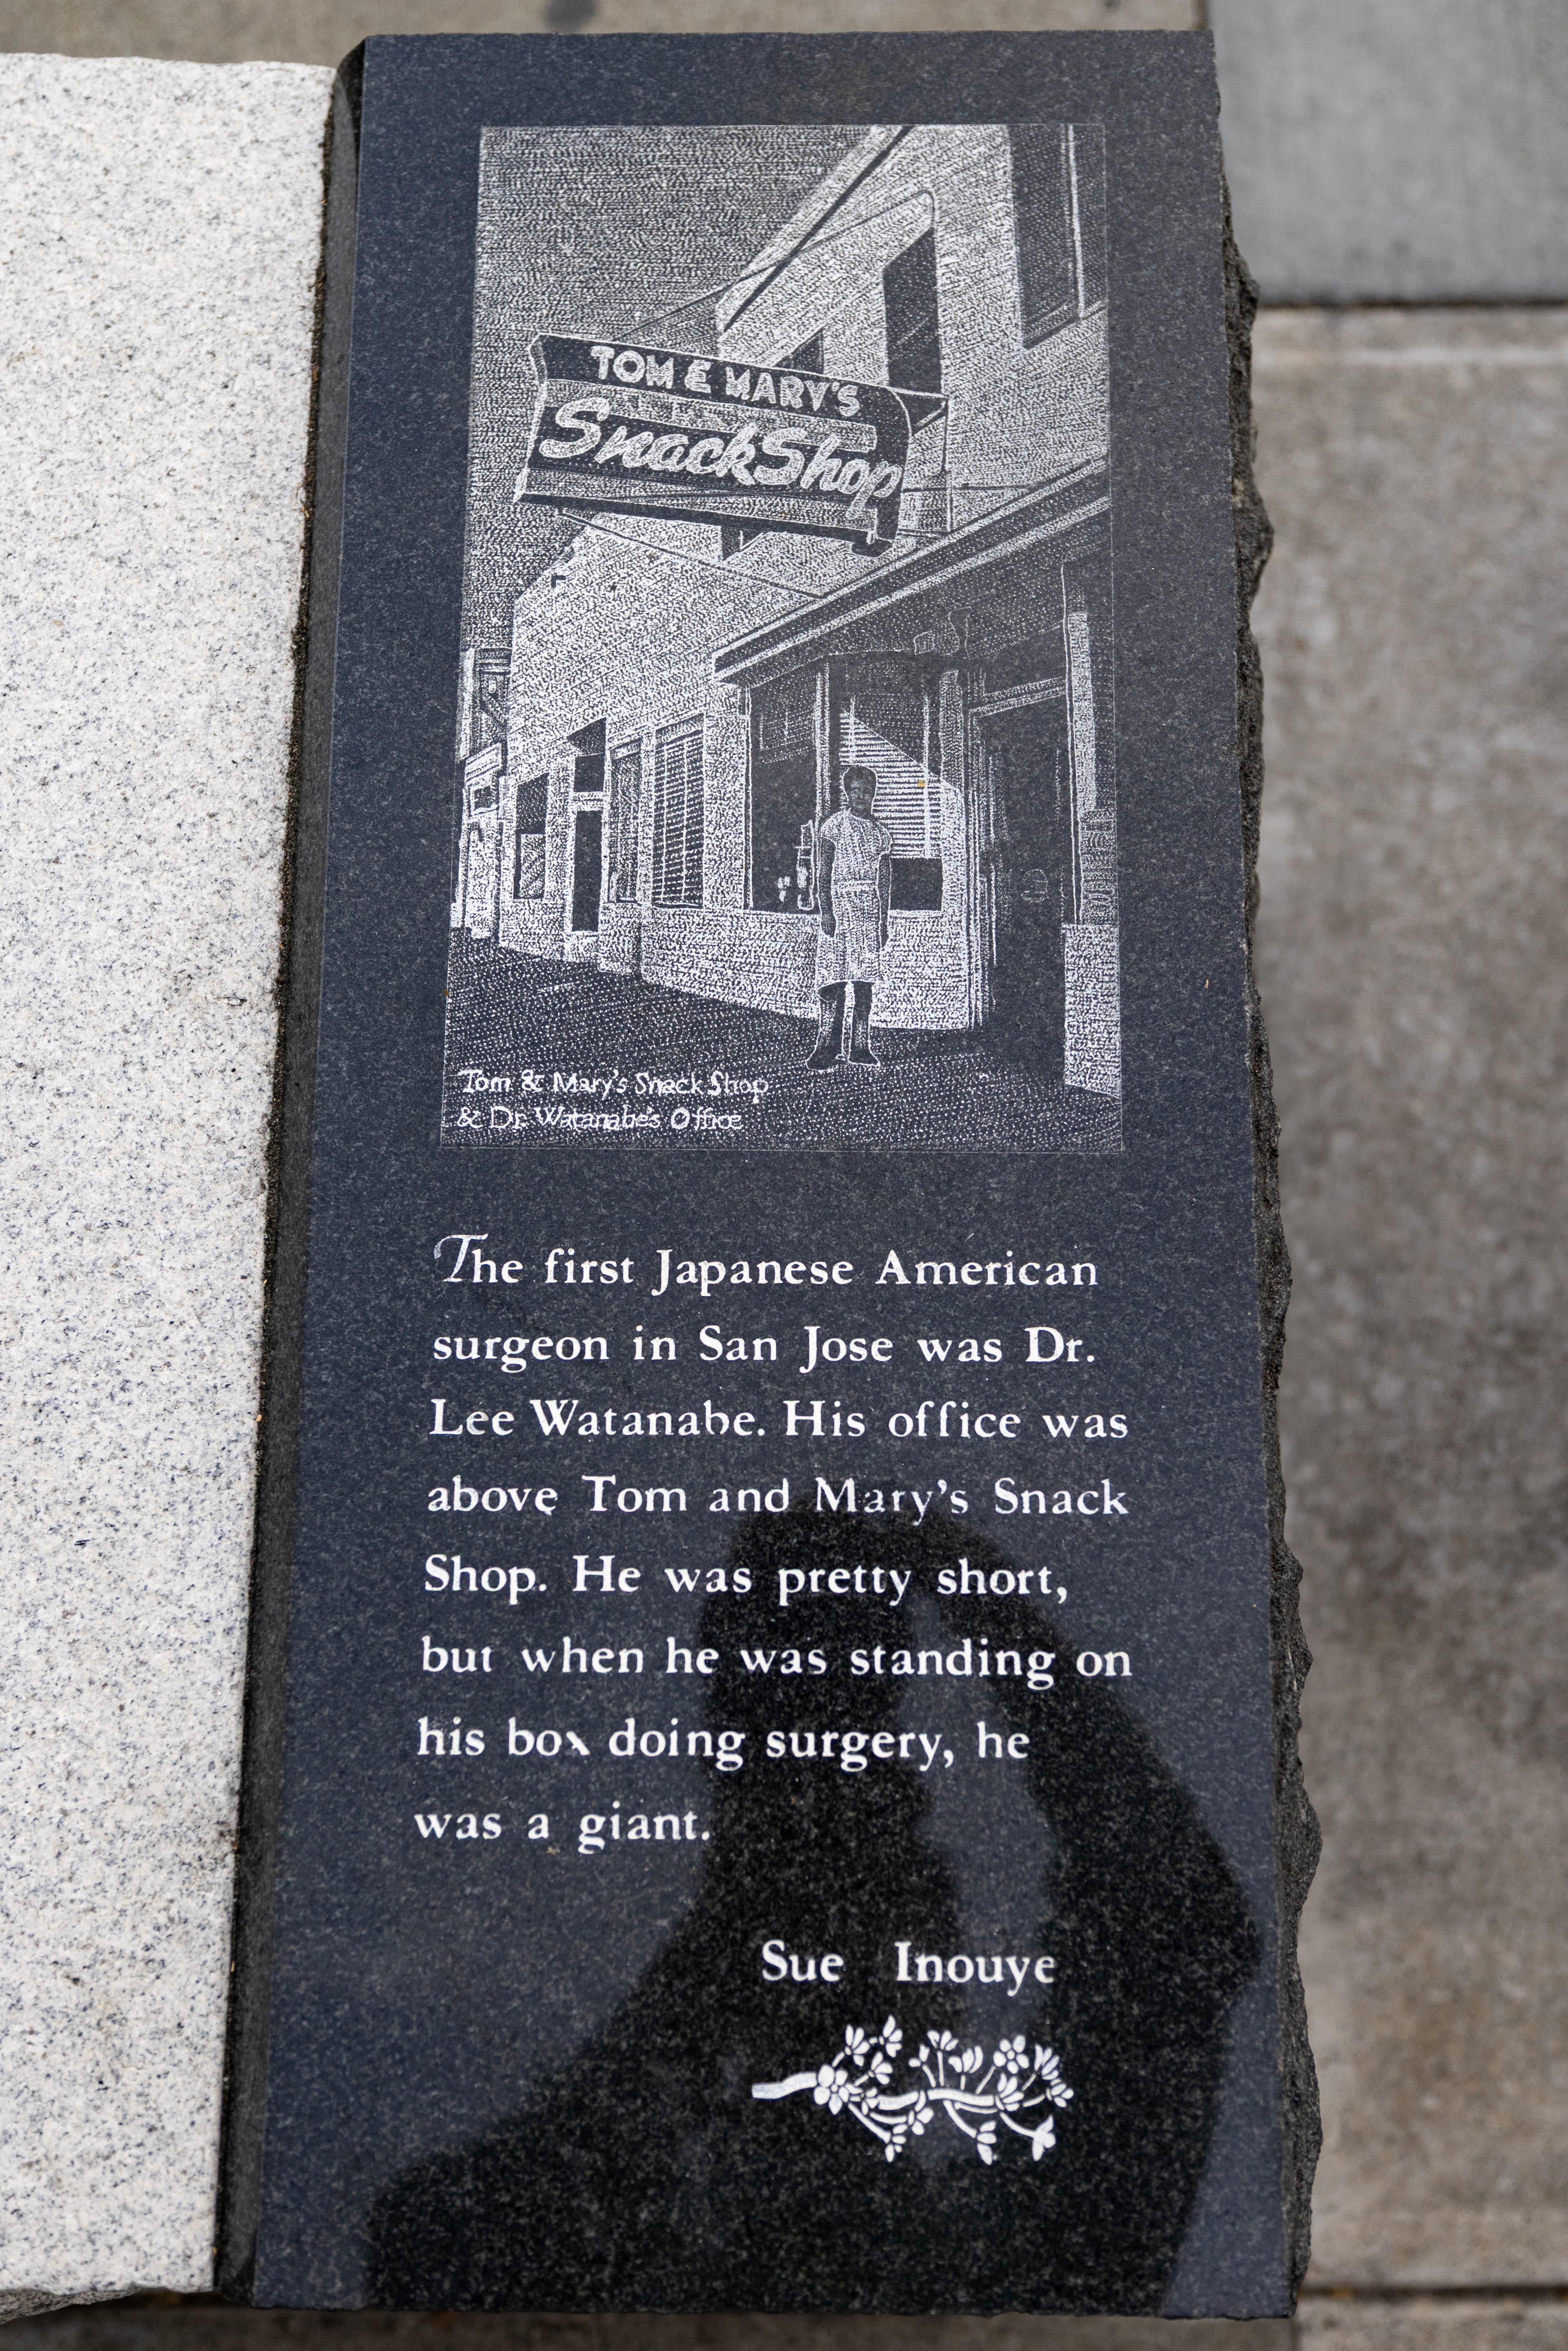 TOM & MARY'S
Snack Shop
Tom & Mary's Snack Shop
& Dr. Watanabe's Office
The first Japanese American
surgeon in San Jose was Dr.
Lee Watanabe. His office was
above Tom and Mary's Snack
Shop. He was pretty short,
but when he was standing on
his box doing surgery, he
was a giant.
Sue Inouye